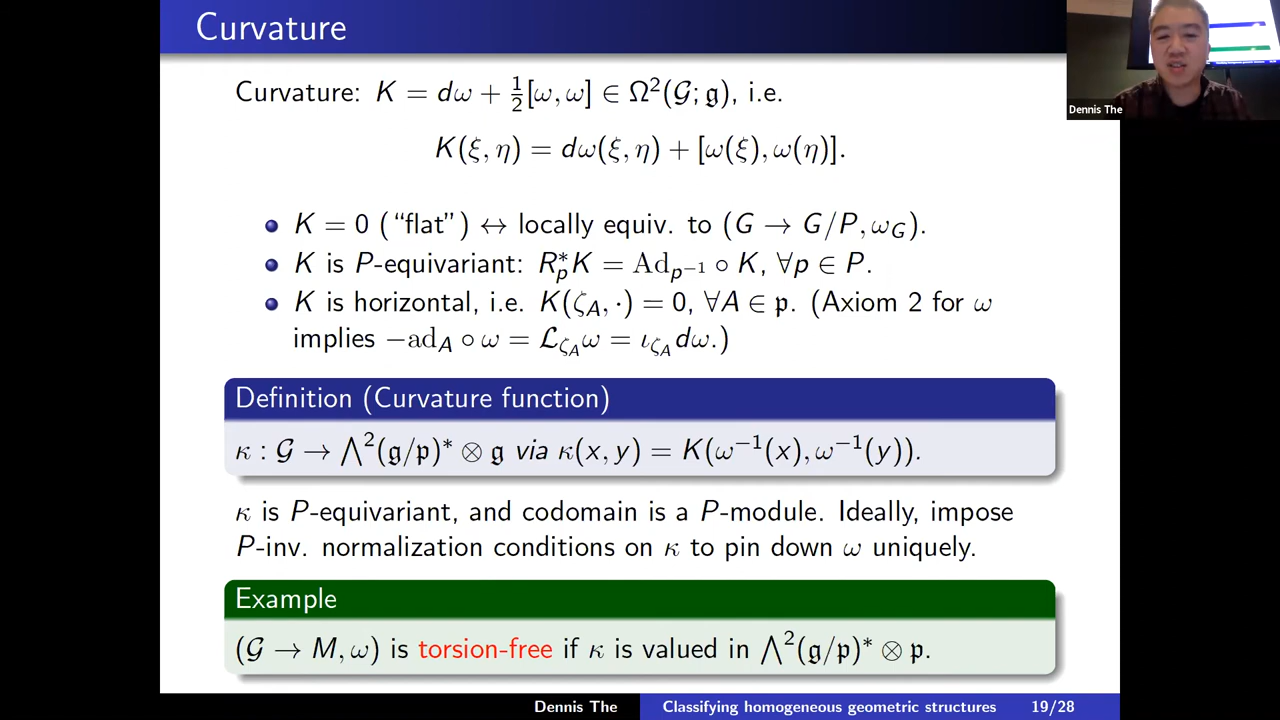 Curvature
Curvature: K = dω + ½[ω, ω] ∈ Ω²(𝒢; 𝔤), i.e.
K(ξ, η) = dω(ξ, η) + [ω(ξ), ω(η)].
K = 0 (“flat”) ↔ locally equiv. to (G → G/P, ω_G).
K is P-equivariant: R_p^*K = Ad_{p⁻¹} ∘ K, ∀p ∈ P.
K is horizontal, i.e. K(ζ_A, ·) = 0, ∀A ∈ 𝔭. (Axiom 2 for ω
implies −ad_A ∘ ω = ℒ_{ζ_A}ω = ι_{ζ_A}dω.)
Definition (Curvature function)
κ : 𝒢 → ⋀²(𝔤/𝔭)* ⊗ 𝔤 via κ(x, y) = K(ω⁻¹(x), ω⁻¹(y)).
κ is P-equivariant, and codomain is a P-module. Ideally, impose
P-inv. normalization conditions on κ to pin down ω uniquely.
Example
(𝒢 → M, ω) is torsion-free if κ is valued in ⋀²(𝔤/𝔭)* ⊗ 𝔭.
Dennis The
Classifying homogeneous geometric structures
19/28
Dennis The